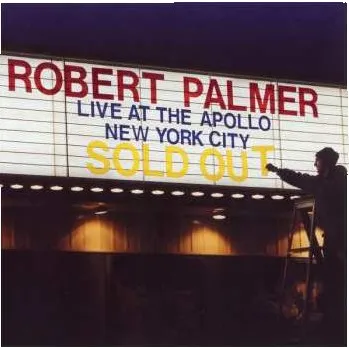 ROBERT PALMER
LIVE AT THE APOLLO
NEW YORK CITY
SOLD OUT